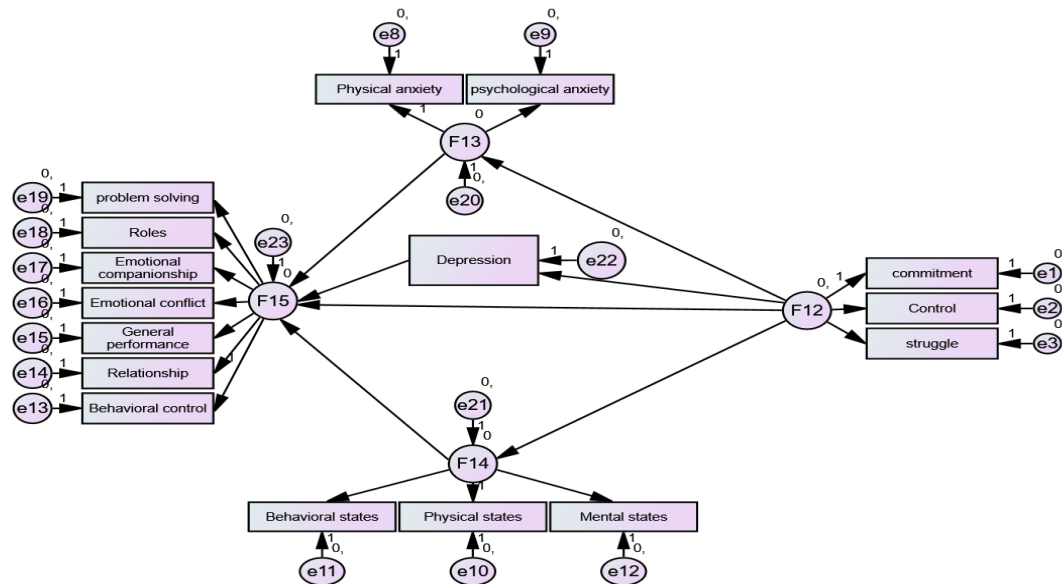 0,
0,
e8
e9
1
1
Physical anxiety
psychological anxiety
1
0
F13
1
0,
e20
0,
e19
1
problem solving
0,
e18
1
Roles
0,
e17
1
Emotional
companionship
0,
e16
1
Emotional conflict
0,
e15
1
General
performance
0,
e14
1
Relationship
0,
e13
1
Behavioral control
1
0,
e23
1
0
F15
Depression
1
0,
e22
0,
F12
1
commitment
1
0
e1
Control
1
0
e2
struggle
1
0
e3
0,
e21
1
0
F14
1
Behavioral states
Physical states
Mental states
1
0,
1
0,
1
0,
e11
e10
e12